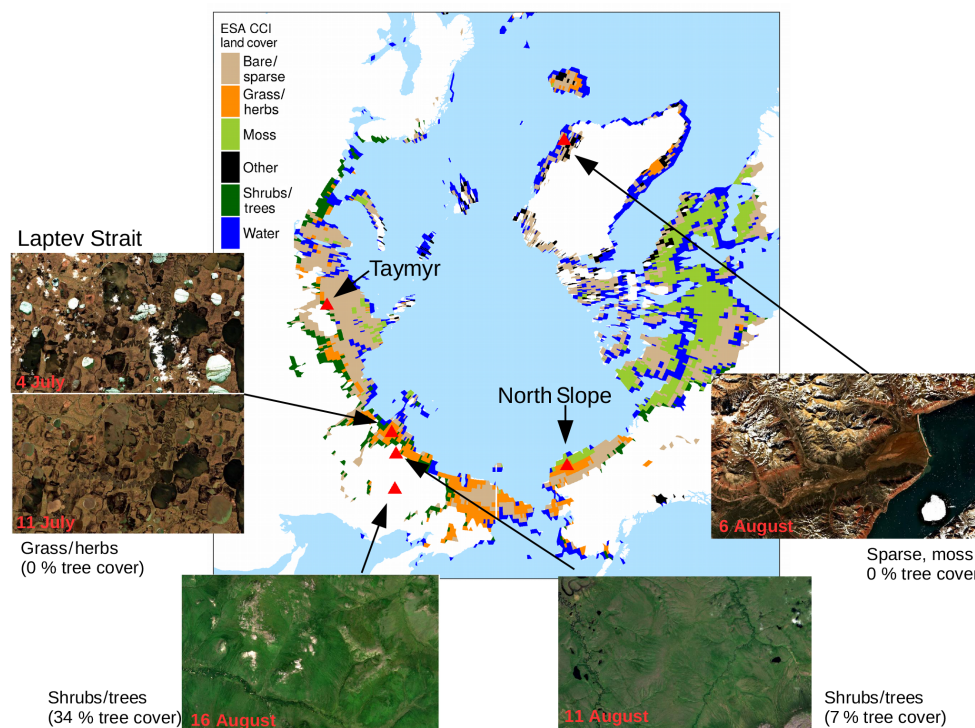 ESA CCI
land cover
Bare/
sparse
Grass/
herbs
Moss
Other
Shrubs/
trees
Water
Laptev Strait
Taymyr
4 July
North Slope
11 July
6 August
Grass/herbs
(0 % tree cover)
Sparse, moss
0 % tree cover
Shrubs/trees
(34 % tree cover)
16 August
11 August
Shrubs/trees
(7 % tree cover)